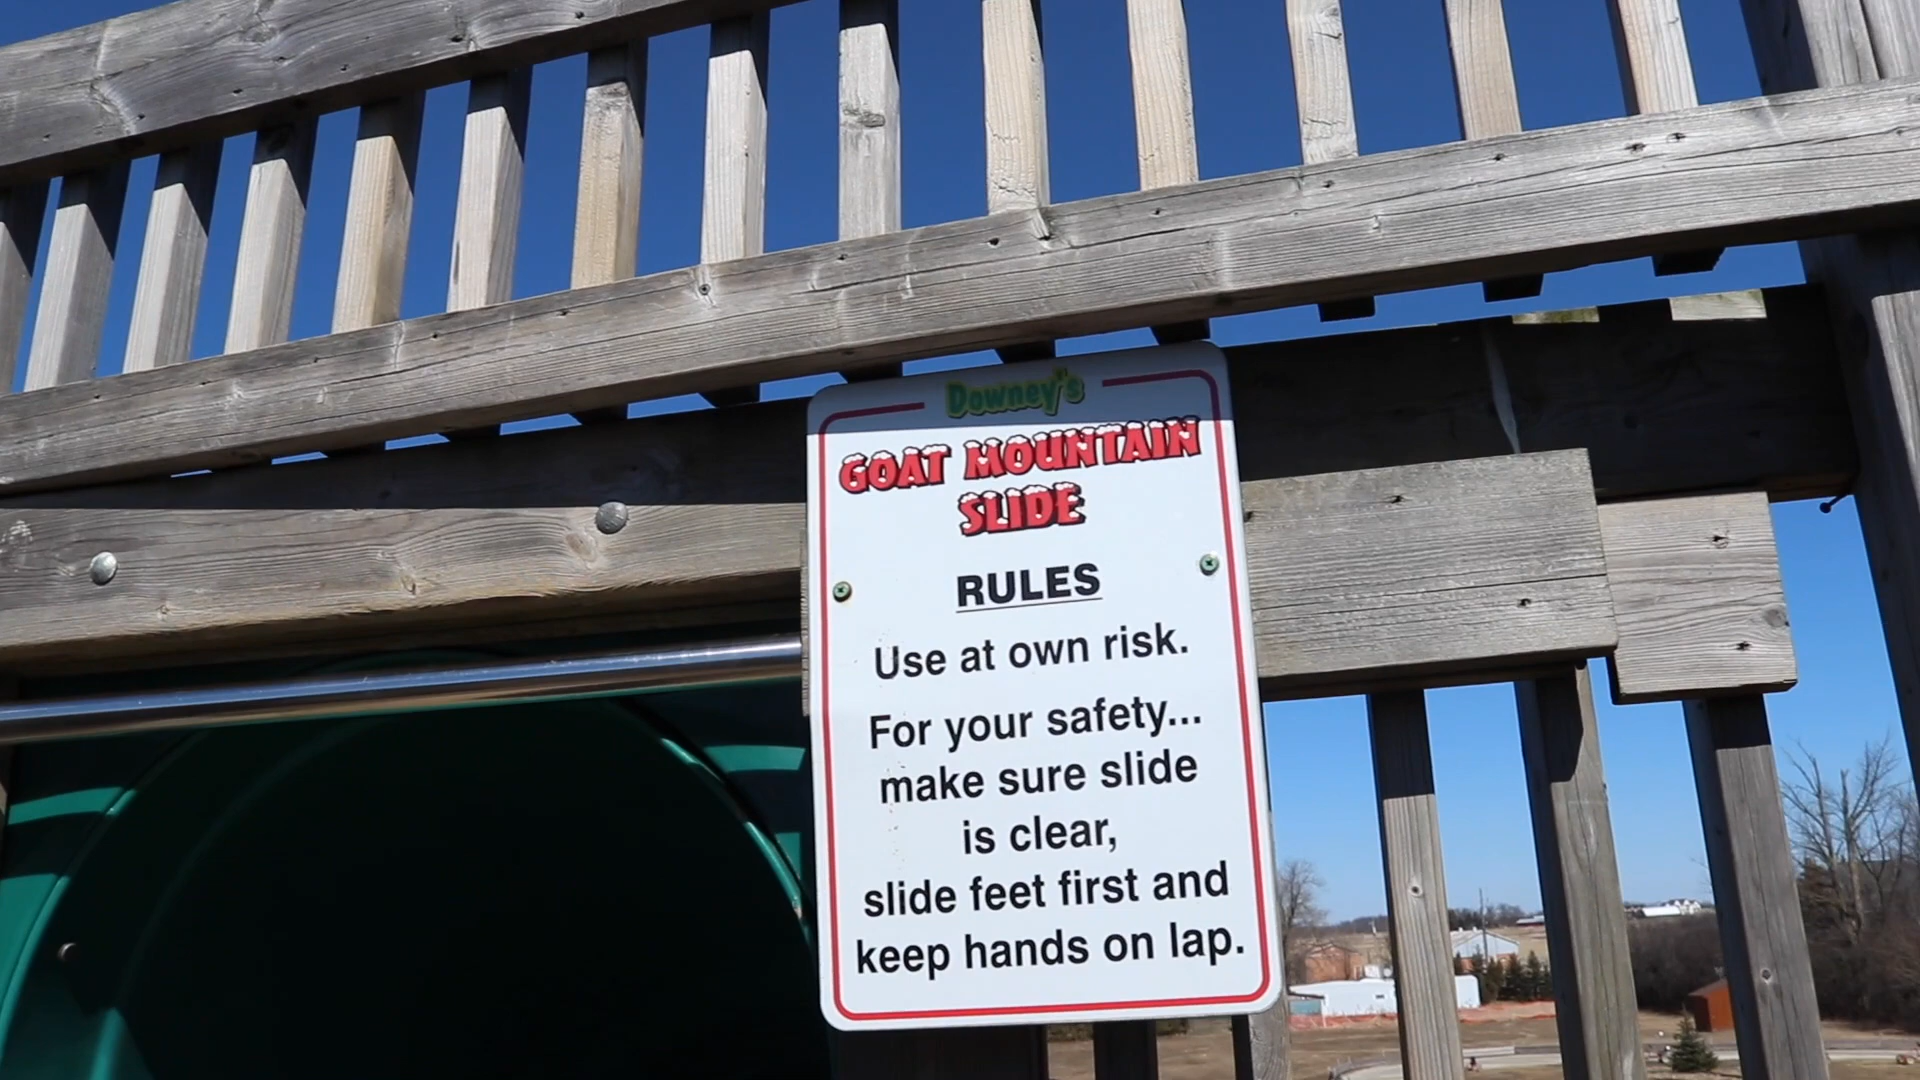 Downey's
GOAT MOUNTAIN
SLIDE
RULES
Use at own risk.
For your safety...
make sure slide
is clear,
slide feet first and
keep hands on lap.